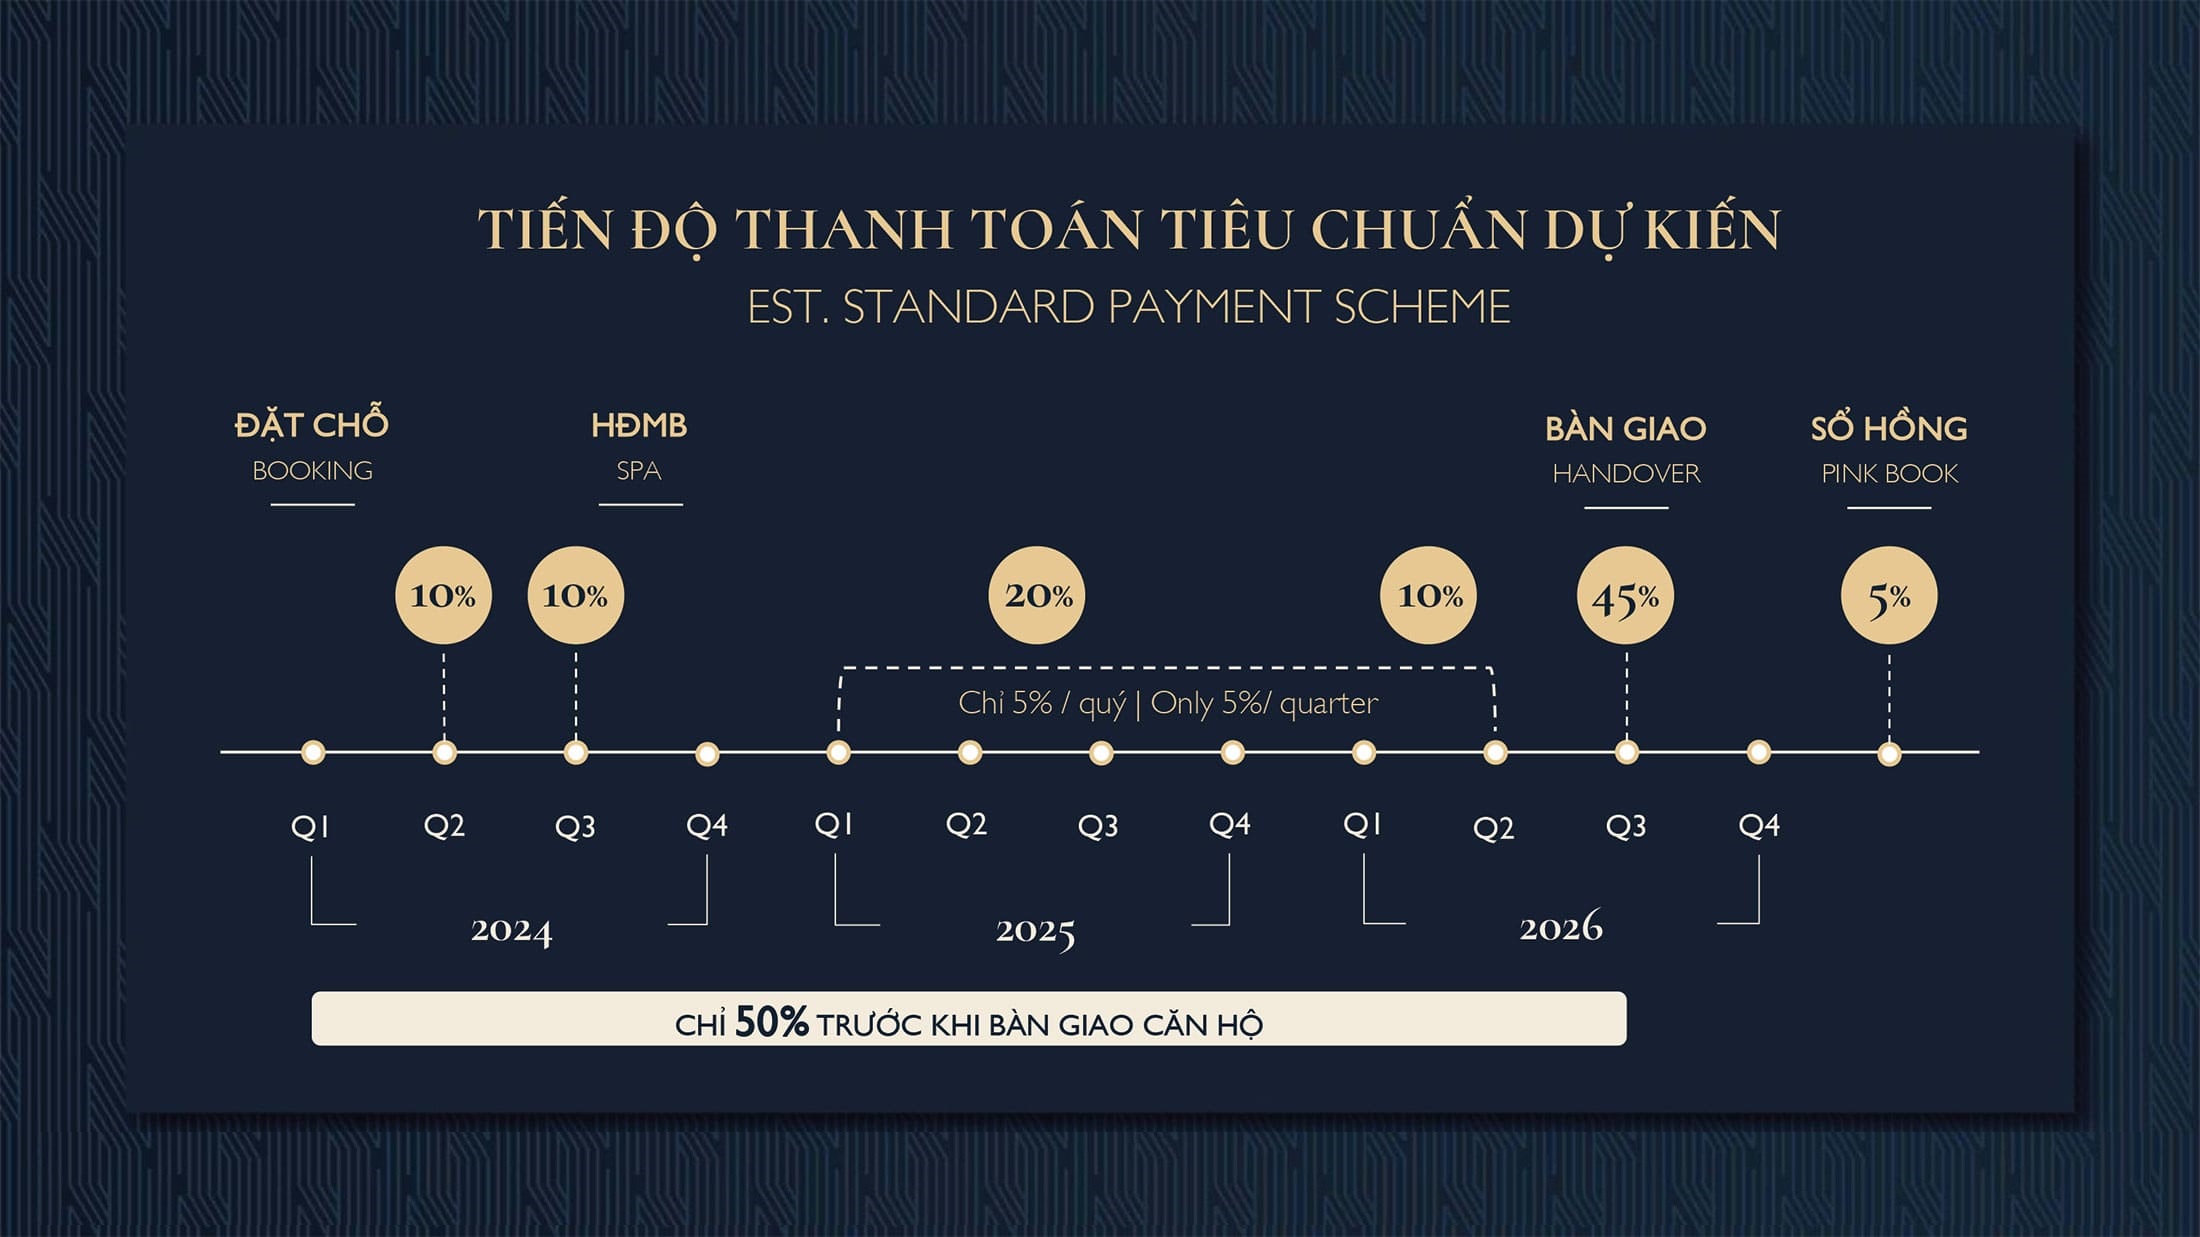 TIẾN ĐỘ THANH TOÁN TIÊU CHUẨN DỰ KIẾN
EST. STANDARD PAYMENT SCHEME
ĐẶT CHỖ
BOOKING
HĐMB
SPA
BÀN GIAO
HANDOVER
SỔ HỒNG
PINK BOOK
10%
10%
20%
10%
45%
5%
Chỉ 5% / quý | Only 5%/ quarter
Q1
Q2
Q3
Q4
Q1
Q2
Q3
Q4
Q1
Q2
Q3
Q4
2024
2025
2026
CHỈ 50% TRƯỚC KHI BÀN GIAO CĂN HỘ